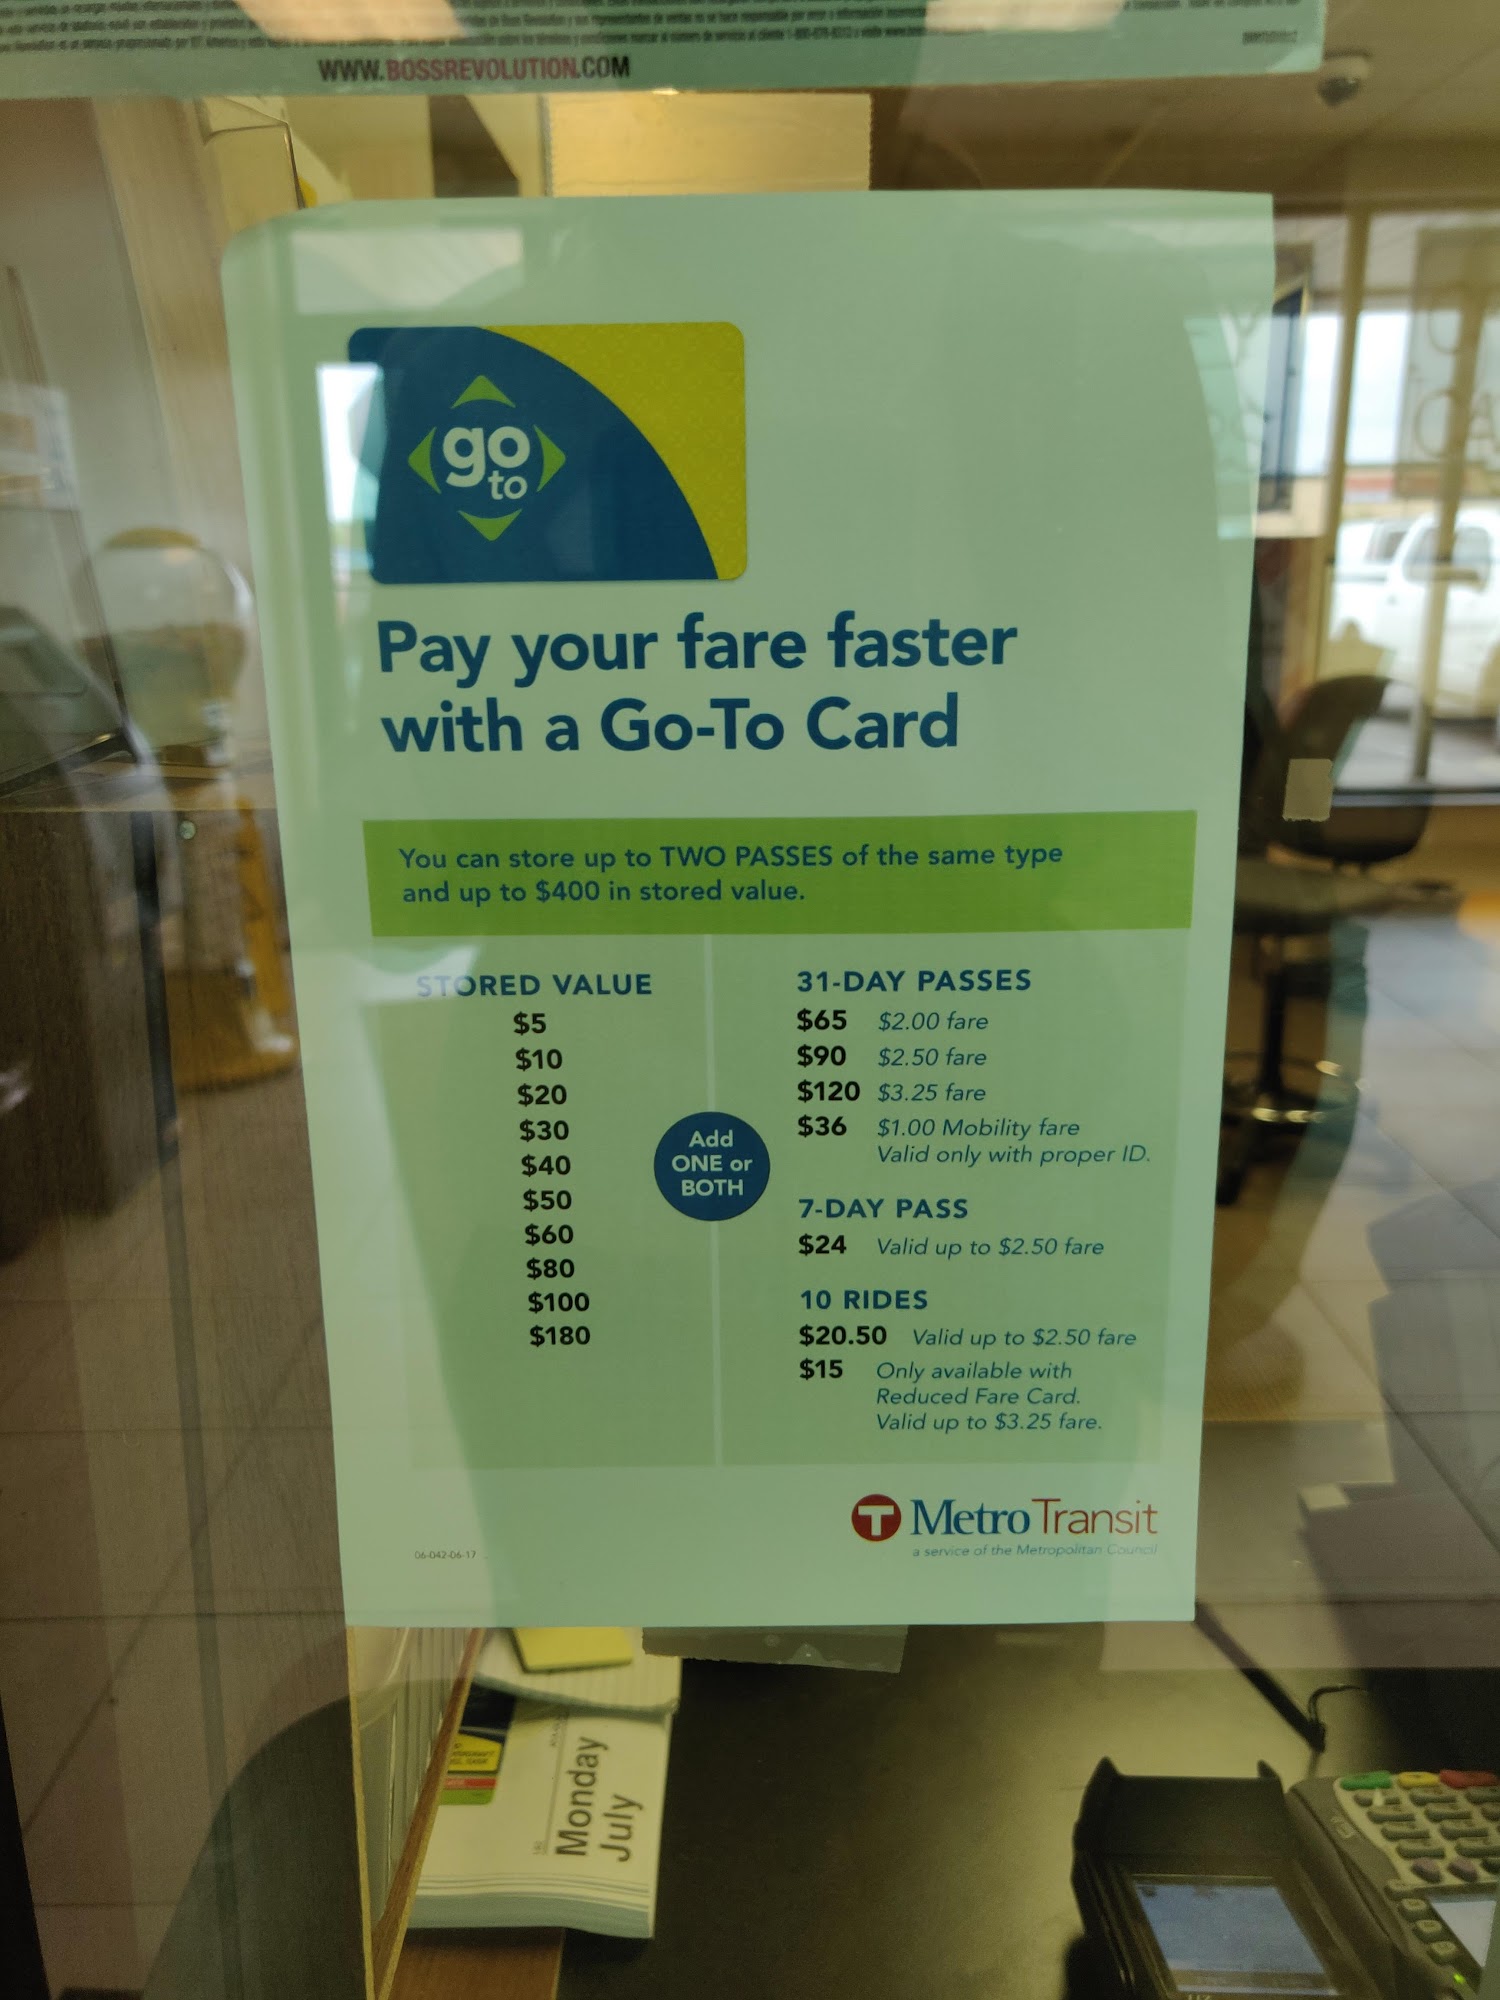 WWW.BOSSREVOLUTION.COM
go
to
Pay your fare faster
with a Go-To Card
You can store up to TWO PASSES of the same type
and up to $400 in stored value.
STORED VALUE
$5
$10
$20
$30
$40
$50
$60
$80
$100
$180
Add
ONE or
BOTH
31-DAY PASSES
$65 $2.00 fare
$90 $2.50 fare
$120 $3.25 fare
$36 $1.00 Mobility fare
Valid only with proper ID.
7-DAY PASS
$24 Valid up to $2.50 fare
10 RIDES
$20.50 Valid up to $2.50 fare
$15 Only available with
Reduced Fare Card.
Valid up to $3.25 fare.
T MetroTransit
a service of the Metropolitan Council
06-042-06-17
Monday
July